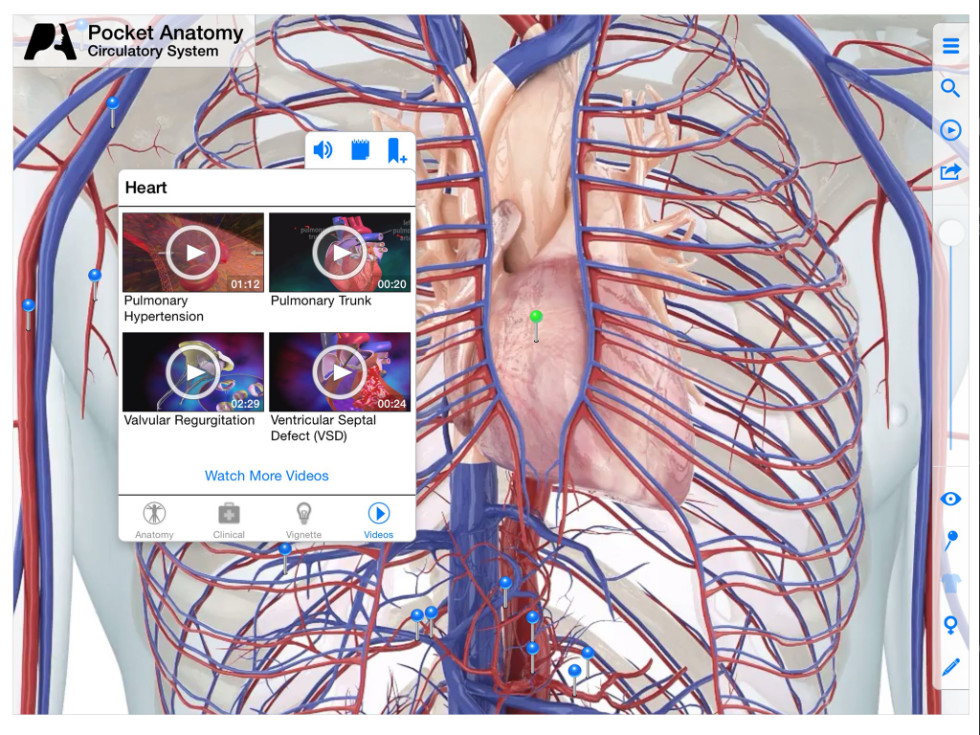 Pocket Anatomy
Circulatory System
Heart
01:12
00:20
Pulmonary
Hypertension
Pulmonary Trunk
02:29
00:24
Valvular Regurgitation
Ventricular Septal
Defect (VSD)
Watch More Videos
Anatomy
Clinical
Vignette
Videos